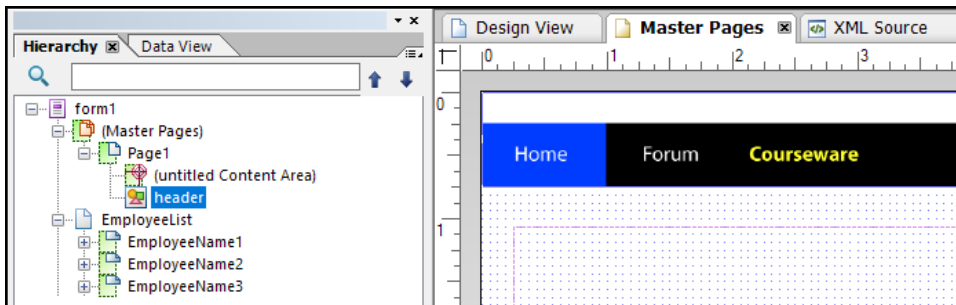 Hierarchy Data View
form1
(Master Pages)
Page1
(untitled Content Area)
header
EmployeeList
EmployeeName1
EmployeeName2
EmployeeName3
Design View Master Pages XML Source
0 1 2 3
0
Home Forum Courseware
1